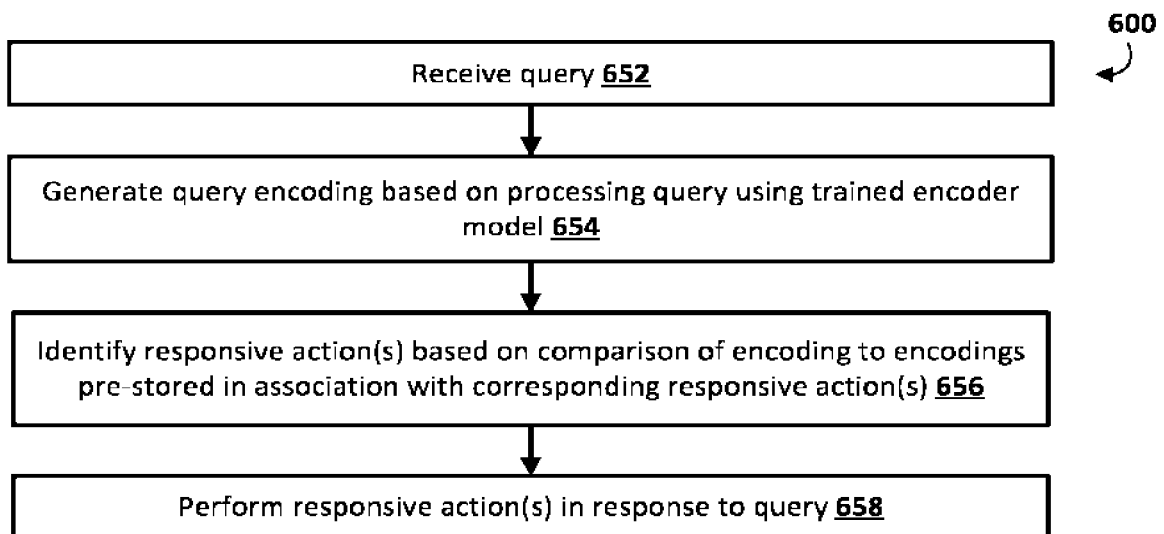 600
Receive query 652
Generate query encoding based on processing query using trained encoder
model 654
Identify responsive action(s) based on comparison of encoding to encodings
pre-stored in association with corresponding responsive action(s) 656
Perform responsive action(s) in response to query 658